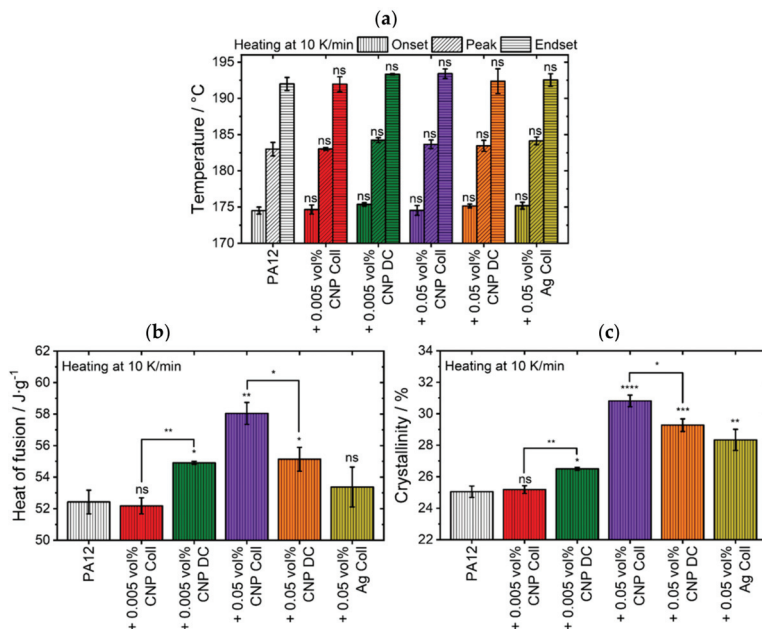 (a)
Heating at 10 K/min Onset Peak Endset
195
190
185
180
175
170
Temperature / °C
ns ns ns ns ns
ns ns ns ns ns
ns ns ns ns ns
PA12
+ 0.005 vol%
CNP Coll
+ 0.005 vol%
CNP DC
+ 0.05 vol%
CNP Coll
+ 0.05 vol%
CNP DC
+ 0.05 vol%
Ag Coll
(b)
Heating at 10 K/min
62
60
58
56
54
52
50
Heat of fusion / J·g⁻¹
ns
**
*
**
*
*
ns
PA12
+ 0.005 vol%
CNP Coll
+ 0.005 vol%
CNP DC
+ 0.05 vol%
CNP Coll
+ 0.05 vol%
CNP DC
+ 0.05 vol%
Ag Coll
(c)
Heating at 10 K/min
34
32
30
28
26
24
22
Crystallinity / %
ns
**
*
****
*
***
**
PA12
+ 0.005 vol%
CNP Coll
+ 0.005 vol%
CNP DC
+ 0.05 vol%
CNP Coll
+ 0.05 vol%
CNP DC
+ 0.05 vol%
Ag Coll